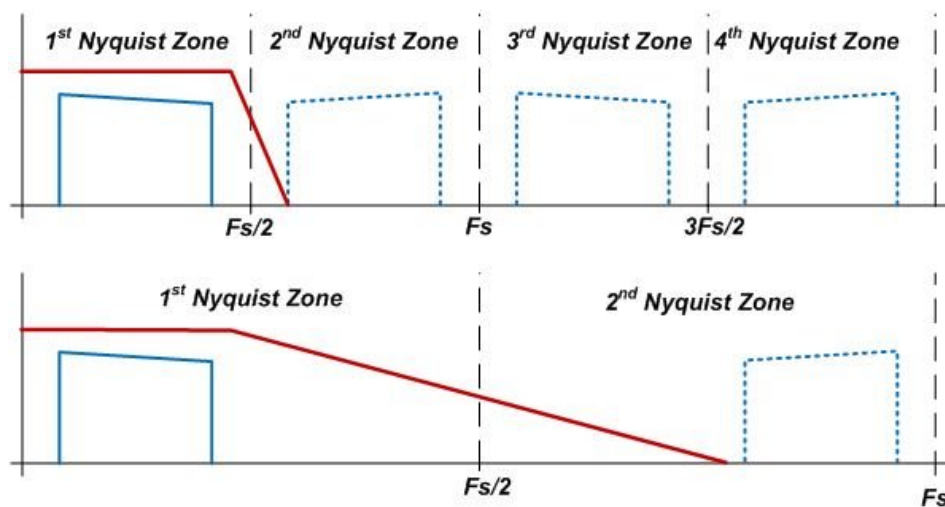 1st Nyquist Zone 2nd Nyquist Zone 3rd Nyquist Zone 4th Nyquist Zone
Fs/2 Fs 3Fs/2
1st Nyquist Zone 2nd Nyquist Zone
Fs/2 Fs